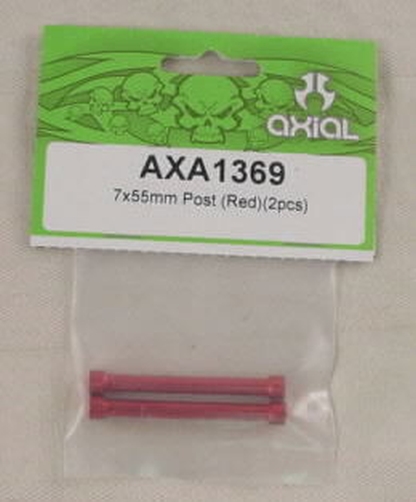 axial
AXA1369
7x55mm Post (Red)(2pcs)